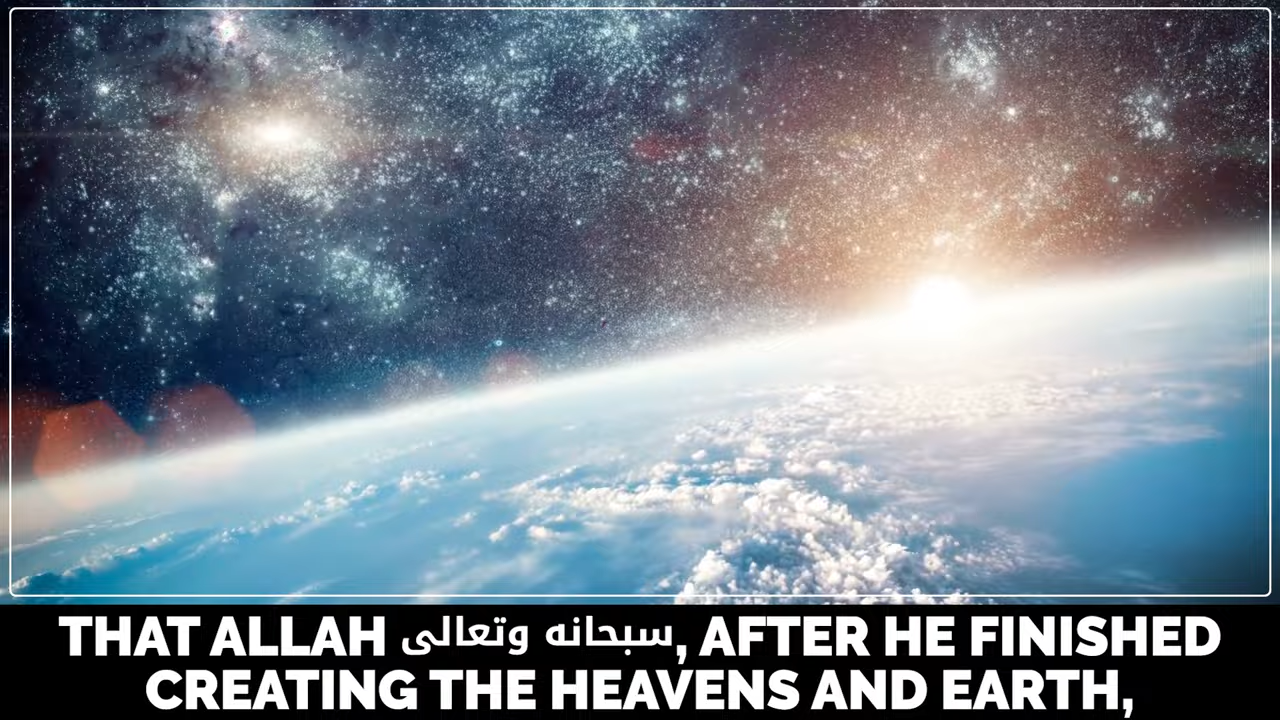 THAT ALLAH سبحانه وتعالى, AFTER HE FINISHED
CREATING THE HEAVENS AND EARTH,